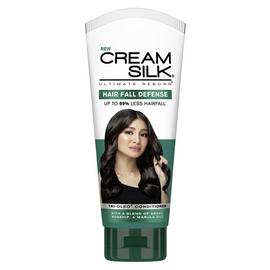 NEW
CREAM
SILK
ULTIMATE REBORN
HAIR FALL DEFENSE
UP TO 99% LESS HAIRFALL
TRI-OLEO CONDITIONER
WITH A BLEND OF ARGAN,
ROSEHIP, & MARULA OILS